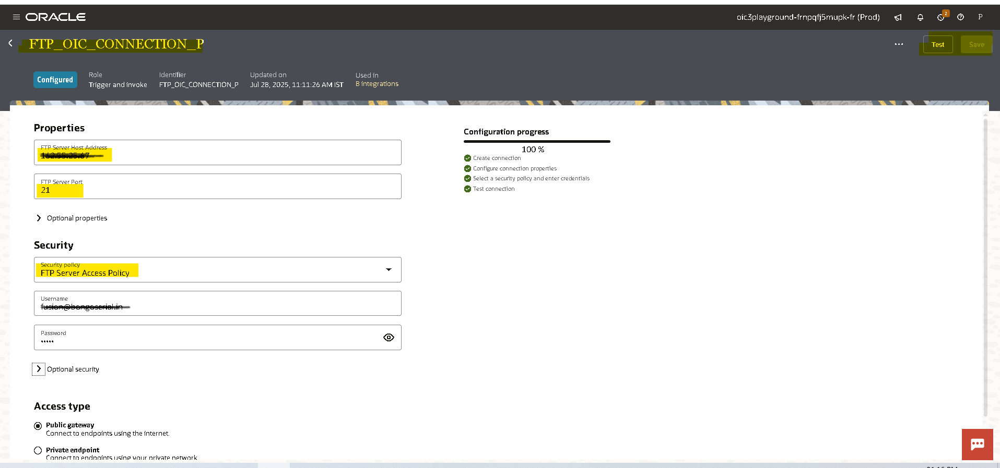 ORACLE
oic3playground-frnpqfj5mupk-fr (Prod)
2
P
FTP_OIC_CONNECTION_P
Test
Save
Configured
Role
Trigger and invoke
Identifier
FTP_OIC_CONNECTION_P
Updated on
Jul 28, 2025, 11:11:26 AM IST
Used in
8 integrations
Properties
FTP Server Host Address
FTP Server Port
21
Optional properties
Security
Security policy
FTP Server Access Policy
Username
Password
•••••
Optional security
Access type
Public gateway
Connect to endpoints using the internet.
Private endpoint
Connect to endpoints using your private network.
Configuration progress
100 %
Create connection
Configure connection properties
Select a security policy and enter credentials
Test connection